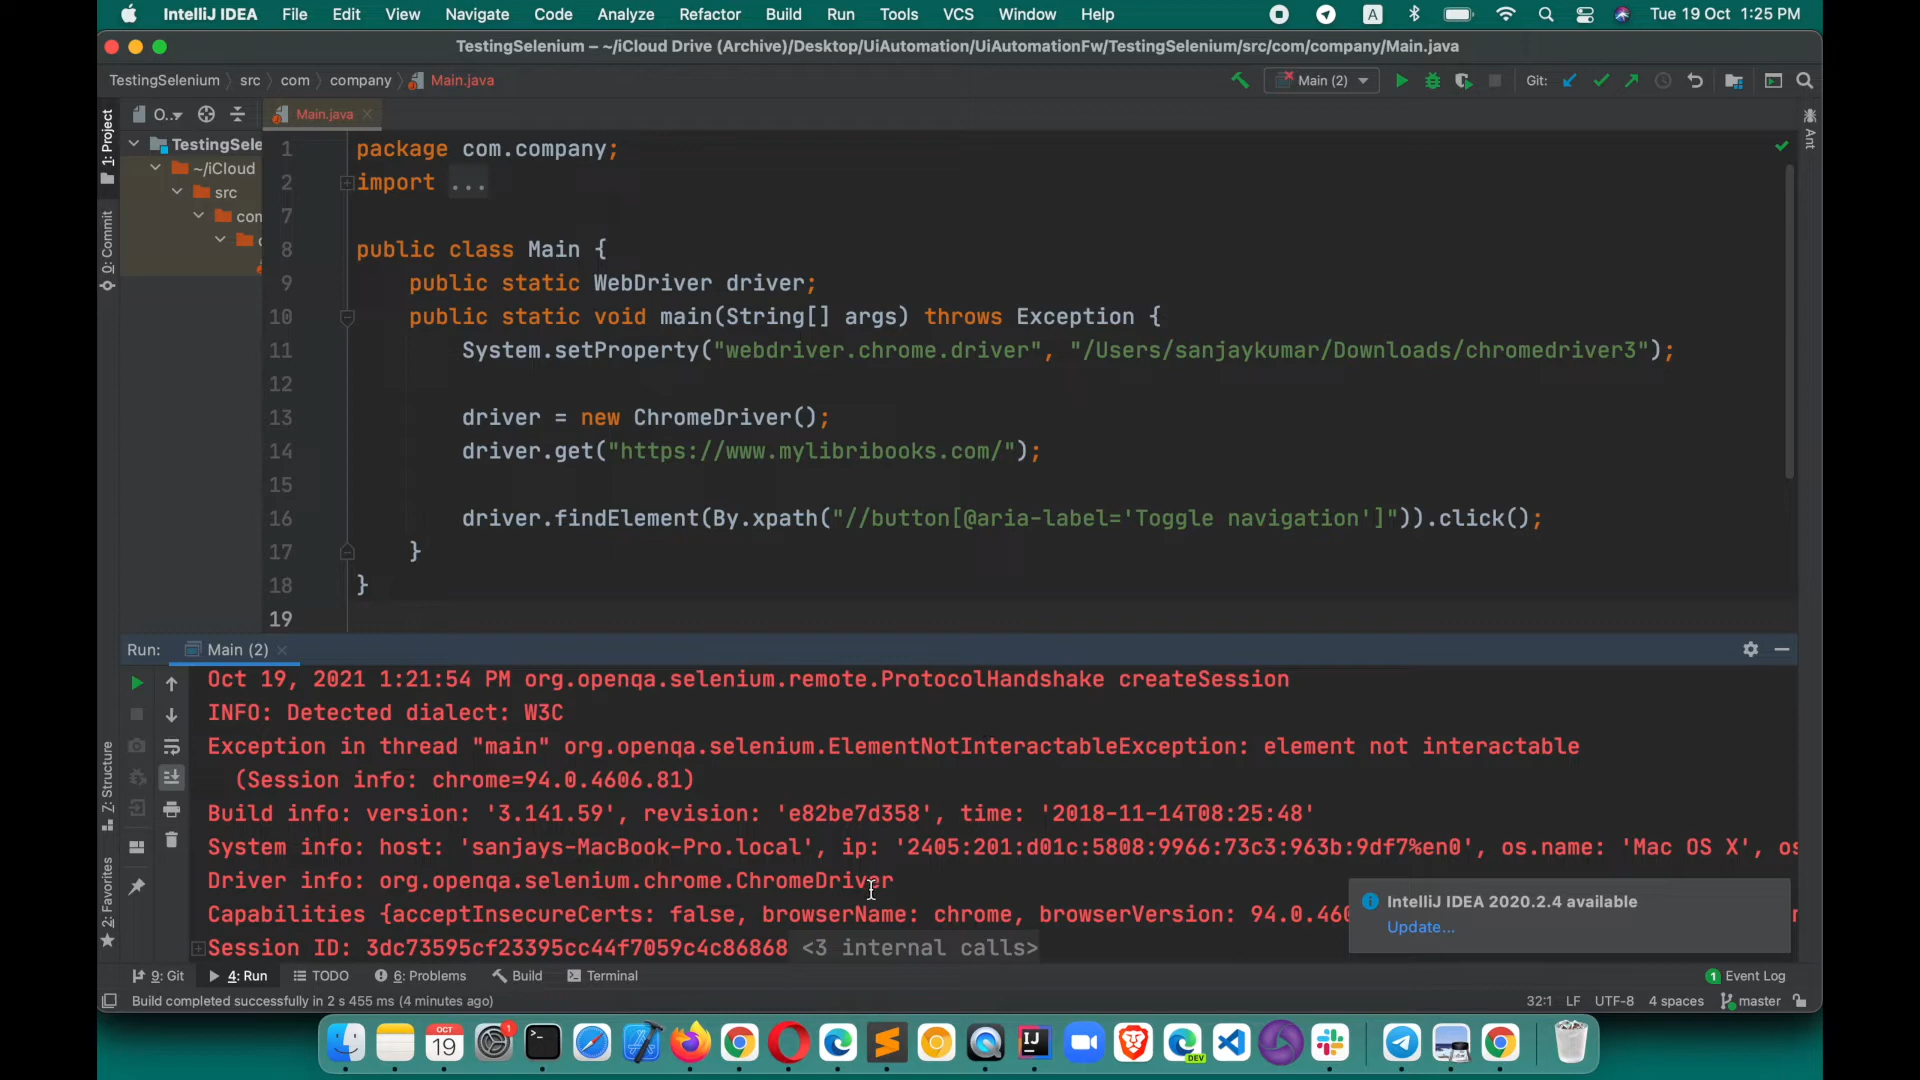 IntelliJ IDEA File Edit View Navigate Code Analyze Refactor Build Run Tools VCS Window Help A Tue 19 Oct 1:25 PM
TestingSelenium – ~/iCloud Drive (Archive)/Desktop/UiAutomation/UiAutomationFw/TestingSelenium/src/com/company/Main.java
TestingSelenium src com company Main.java Main (2) Git:
O.. Main.java
1: Project
0: Commit
Z: Structure
2: Favorites
Ant
TestingSele
~/iCloud
src
con
c
1 package com.company;
2 import ...
7
8 public class Main {
9 public static WebDriver driver;
10 public static void main(String[] args) throws Exception {
11 System.setProperty("webdriver.chrome.driver", "/Users/sanjaykumar/Downloads/chromedriver3");
12
13 driver = new ChromeDriver();
14 driver.get("https://www.mylibribooks.com/");
15
16 driver.findElement(By.xpath("//button[@aria-label='Toggle navigation']")).click();
17 }
18 }
19
Run: Main (2)
Oct 19, 2021 1:21:54 PM org.openqa.selenium.remote.ProtocolHandshake createSession
INFO: Detected dialect: W3C
Exception in thread "main" org.openqa.selenium.ElementNotInteractableException: element not interactable
(Session info: chrome=94.0.4606.81)
Build info: version: '3.141.59', revision: 'e82be7d358', time: '2018-11-14T08:25:48'
System info: host: 'sanjays-MacBook-Pro.local', ip: '2405:201:d01c:5808:9966:73c3:963b:9df7%en0', os.name: 'Mac OS X', os
Driver info: org.openqa.selenium.chrome.ChromeDriver
Capabilities {acceptInsecureCerts: false, browserName: chrome, browserVersion: 94.0.460
Session ID: 3dc73595cf23395cc44f7059c4c86868 <3 internal calls>
IntelliJ IDEA 2020.2.4 available
Update...
9: Git 4: Run TODO 6: Problems Build Terminal 1 Event Log
Build completed successfully in 2 s 455 ms (4 minutes ago) 32:1 LF UTF-8 4 spaces master
OCT
19
1
IJ
DEV